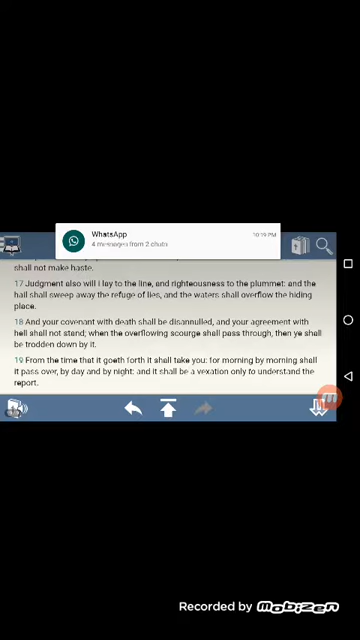 WhatsApp
10:19 PM
4 messages from 2 chats
shall not make haste.
17 Judgment also will I lay to the line, and righteousness to the plummet: and the
hail shall sweep away the refuge of lies, and the waters shall overflow the hiding
place.
18 And your covenant with death shall be disannulled, and your agreement with
hell shall not stand; when the overflowing scourge shall pass through, then ye shall
be trodden down by it.
19 From the time that it goeth forth it shall take you: for morning by morning shall
it pass over, by day and by night: and it shall be a vexation only to understand the
report.
Recorded by mobizen